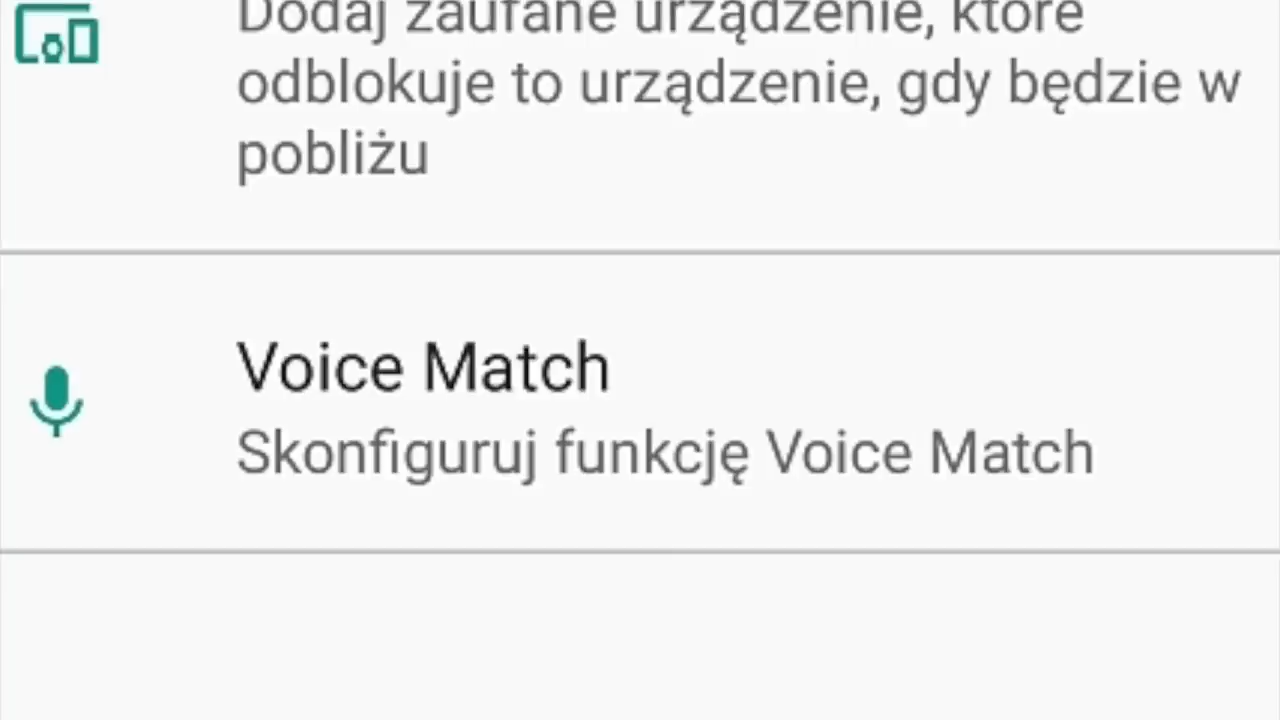 Dodaj zaufane urządzenie, które
odblokuje to urządzenie, gdy będzie w
pobliżu
Voice Match
Skonfiguruj funkcję Voice Match